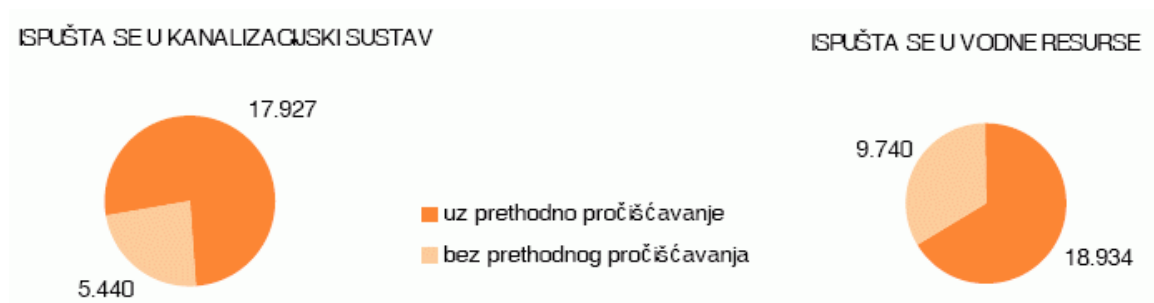 ISPUŠTA SE U KANALIZACIJSKI SUSTAV
17.927
5.440
uz prethodno pročišćavanje
bez prethodnog pročišćavanja
ISPUŠTA SE U VODNE RESURSE
9.740
18.934